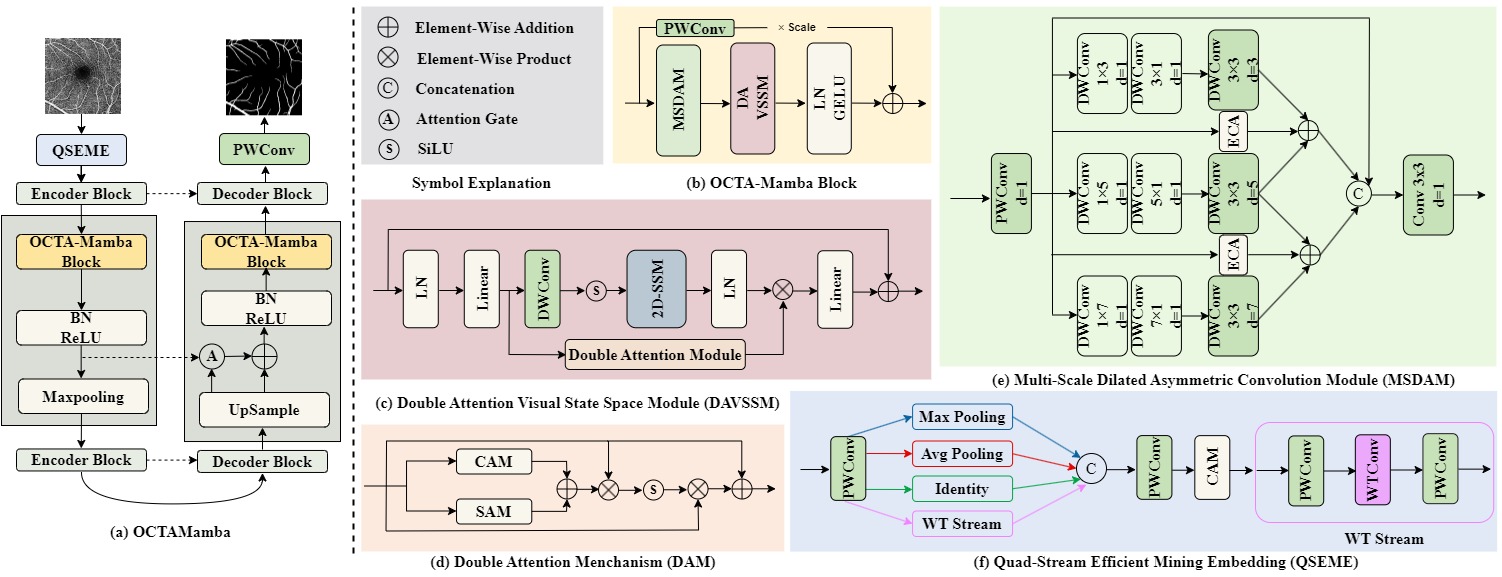 QSEME
PWConv
Encoder Block
Decoder Block
OCTA-Mamba
Block
OCTA-Mamba
Block
BN
ReLU
BN
ReLU
A
Maxpooling
UpSample
Encoder Block
Decoder Block
(a) OCTAMamba
Element-Wise Addition
Element-Wise Product
C
Concatenation
A
Attention Gate
S
SiLU
Symbol Explanation
PWConv
× Scale
MSDAM
DA
VSSM
LN
GELU
(b) OCTA-Mamba Block
LN
Linear
DWConv
S
2D-SSM
LN
Linear
Double Attention Module
(c) Double Attention Visual State Space Module (DAVSSM)
CAM
SAM
S
(d) Double Attention Menchanism (DAM)
PWConv
d=1
DWConv
1×3
d=1
DWConv
3×1
d=1
DWConv
3×3
d=3
ECA
DWConv
1×5
d=1
DWConv
5×1
d=1
DWConv
3×3
d=5
ECA
DWConv
1×7
d=1
DWConv
7×1
d=1
DWConv
3×3
d=7
C
Conv 3x3
d=1
(e) Multi-Scale Dilated Asymmetric Convolution Module (MSDAM)
PWConv
Max Pooling
Avg Pooling
Identity
WT Stream
C
PWConv
CAM
PWConv
WTConv
PWConv
WT Stream
(f) Quad-Stream Efficient Mining Embedding (QSEME)